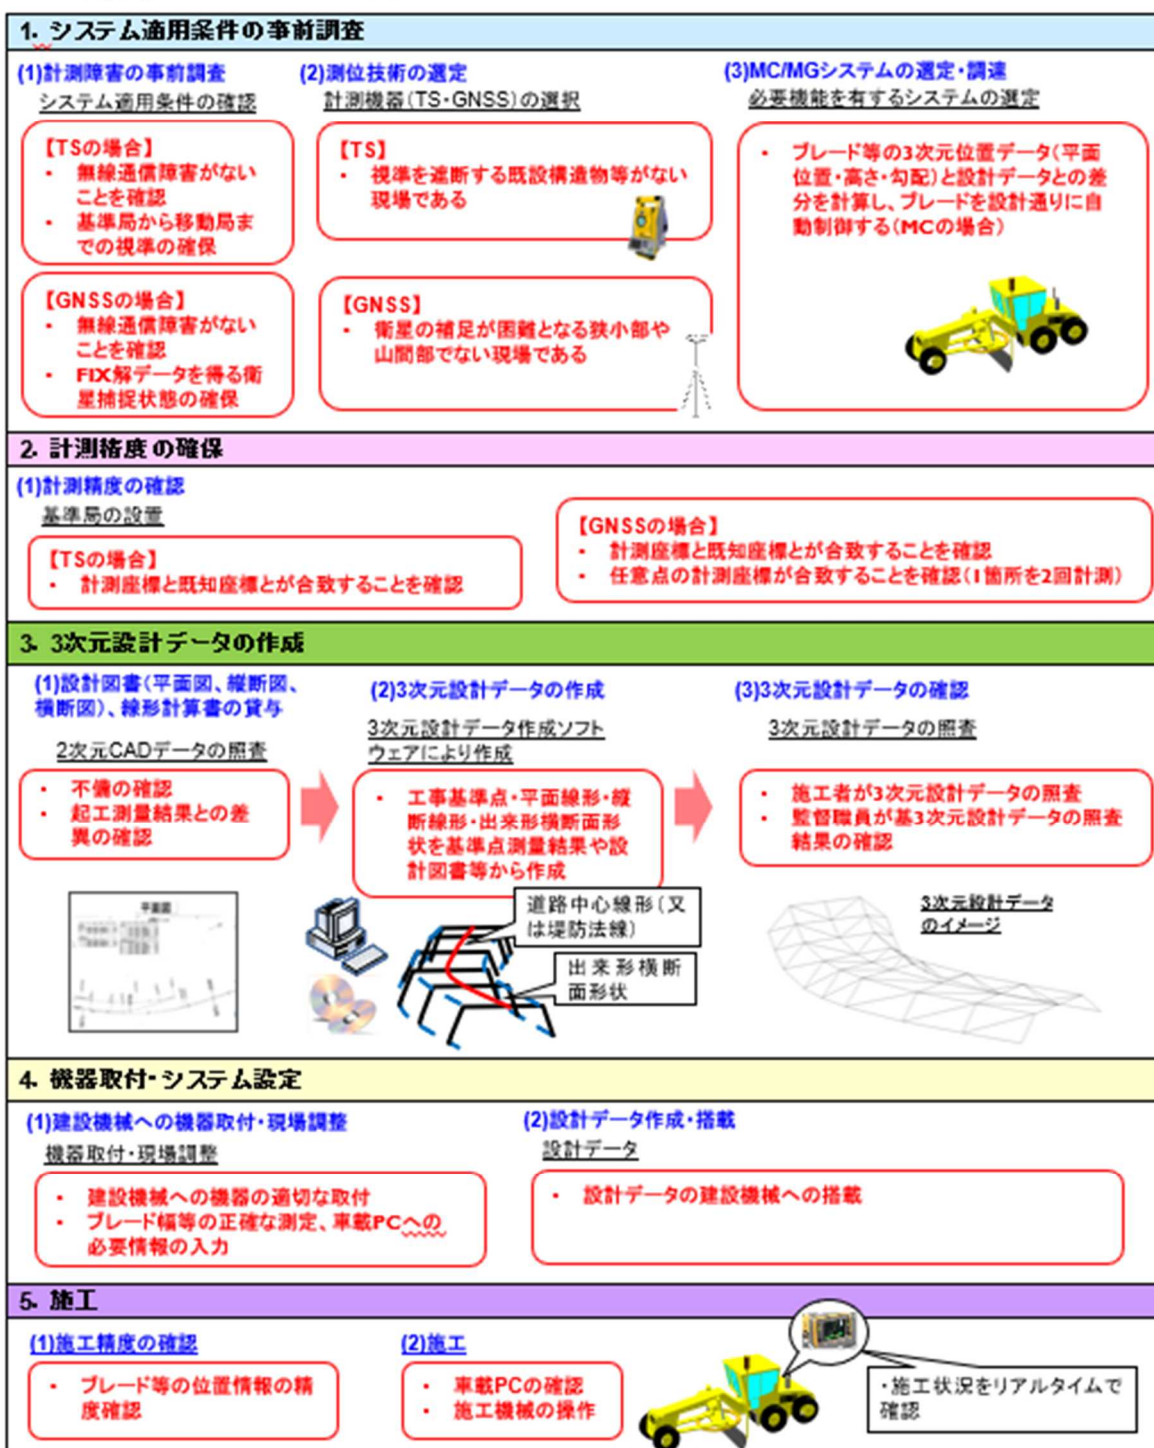 1. システム適用条件の事前調査
(1)計測障害の事前調査
システム適用条件の確認
【TSの場合】
・ 無線通信障害がない
ことを確認
・ 基準局から移動局ま
での視準の確保
【GNSSの場合】
・ 無線通信障害がない
ことを確認
・ FIX解データを得る衛
星捕捉状態の確保
(2)測位技術の選定
計測機器(TS・GNSS)の選択
【TS】
・ 視準を遮断する既設構造物等がない
現場である
【GNSS】
・ 衛星の補足が困難となる狭小部や
山間部でない現場である
(3)MC/MGシステムの選定・調達
必要機能を有するシステムの選定
・ ブレード等の3次元位置データ(平面
位置・高さ・勾配)と設計データとの差
分を計算し、ブレードを設計通りに自
動制御する(MCの場合)
2. 計測精度の確保
(1)計測精度の確認
基準局の設置
【TSの場合】
・ 計測座標と既知座標とが合致することを確認
【GNSSの場合】
・ 計測座標と既知座標とが合致することを確認
・ 任意点の計測座標が合致することを確認(1箇所を2回計測)
3. 3次元設計データの作成
(1)設計図書(平面図、縦断図、
横断図)、線形計算書の貸与
2次元CADデータの照査
・ 不備の確認
・ 起工測量結果との差
異の確認
平面図
(2)3次元設計データの作成
3次元設計データ作成ソフト
ウェアにより作成
・ 工事基準点・平面線形・縦
断線形・出来形横断面形
状を基準点測量結果や設
計図書等から作成
道路中心線形(又
は堤防法線)
出来形横断
面形状
(3)3次元設計データの確認
3次元設計データの照査
・ 施工者が3次元設計データの照査
・ 監督職員が基3次元設計データの照査
結果の確認
3次元設計データ
のイメージ
4. 機器取付・システム設定
(1)建設機械への機器取付・現場調整
機器取付・現場調整
・ 建設機械への機器の適切な取付
・ ブレード幅等の正確な測定、車載PCへの
必要情報の入力
(2)設計データ作成・搭載
設計データ
・ 設計データの建設機械への搭載
5. 施工
(1)施工精度の確認
・ ブレード等の位置情報の精
度確認
(2)施工
・ 車載PCの確認
・ 施工機械の操作
・施工状況をリアルタイムで
確認